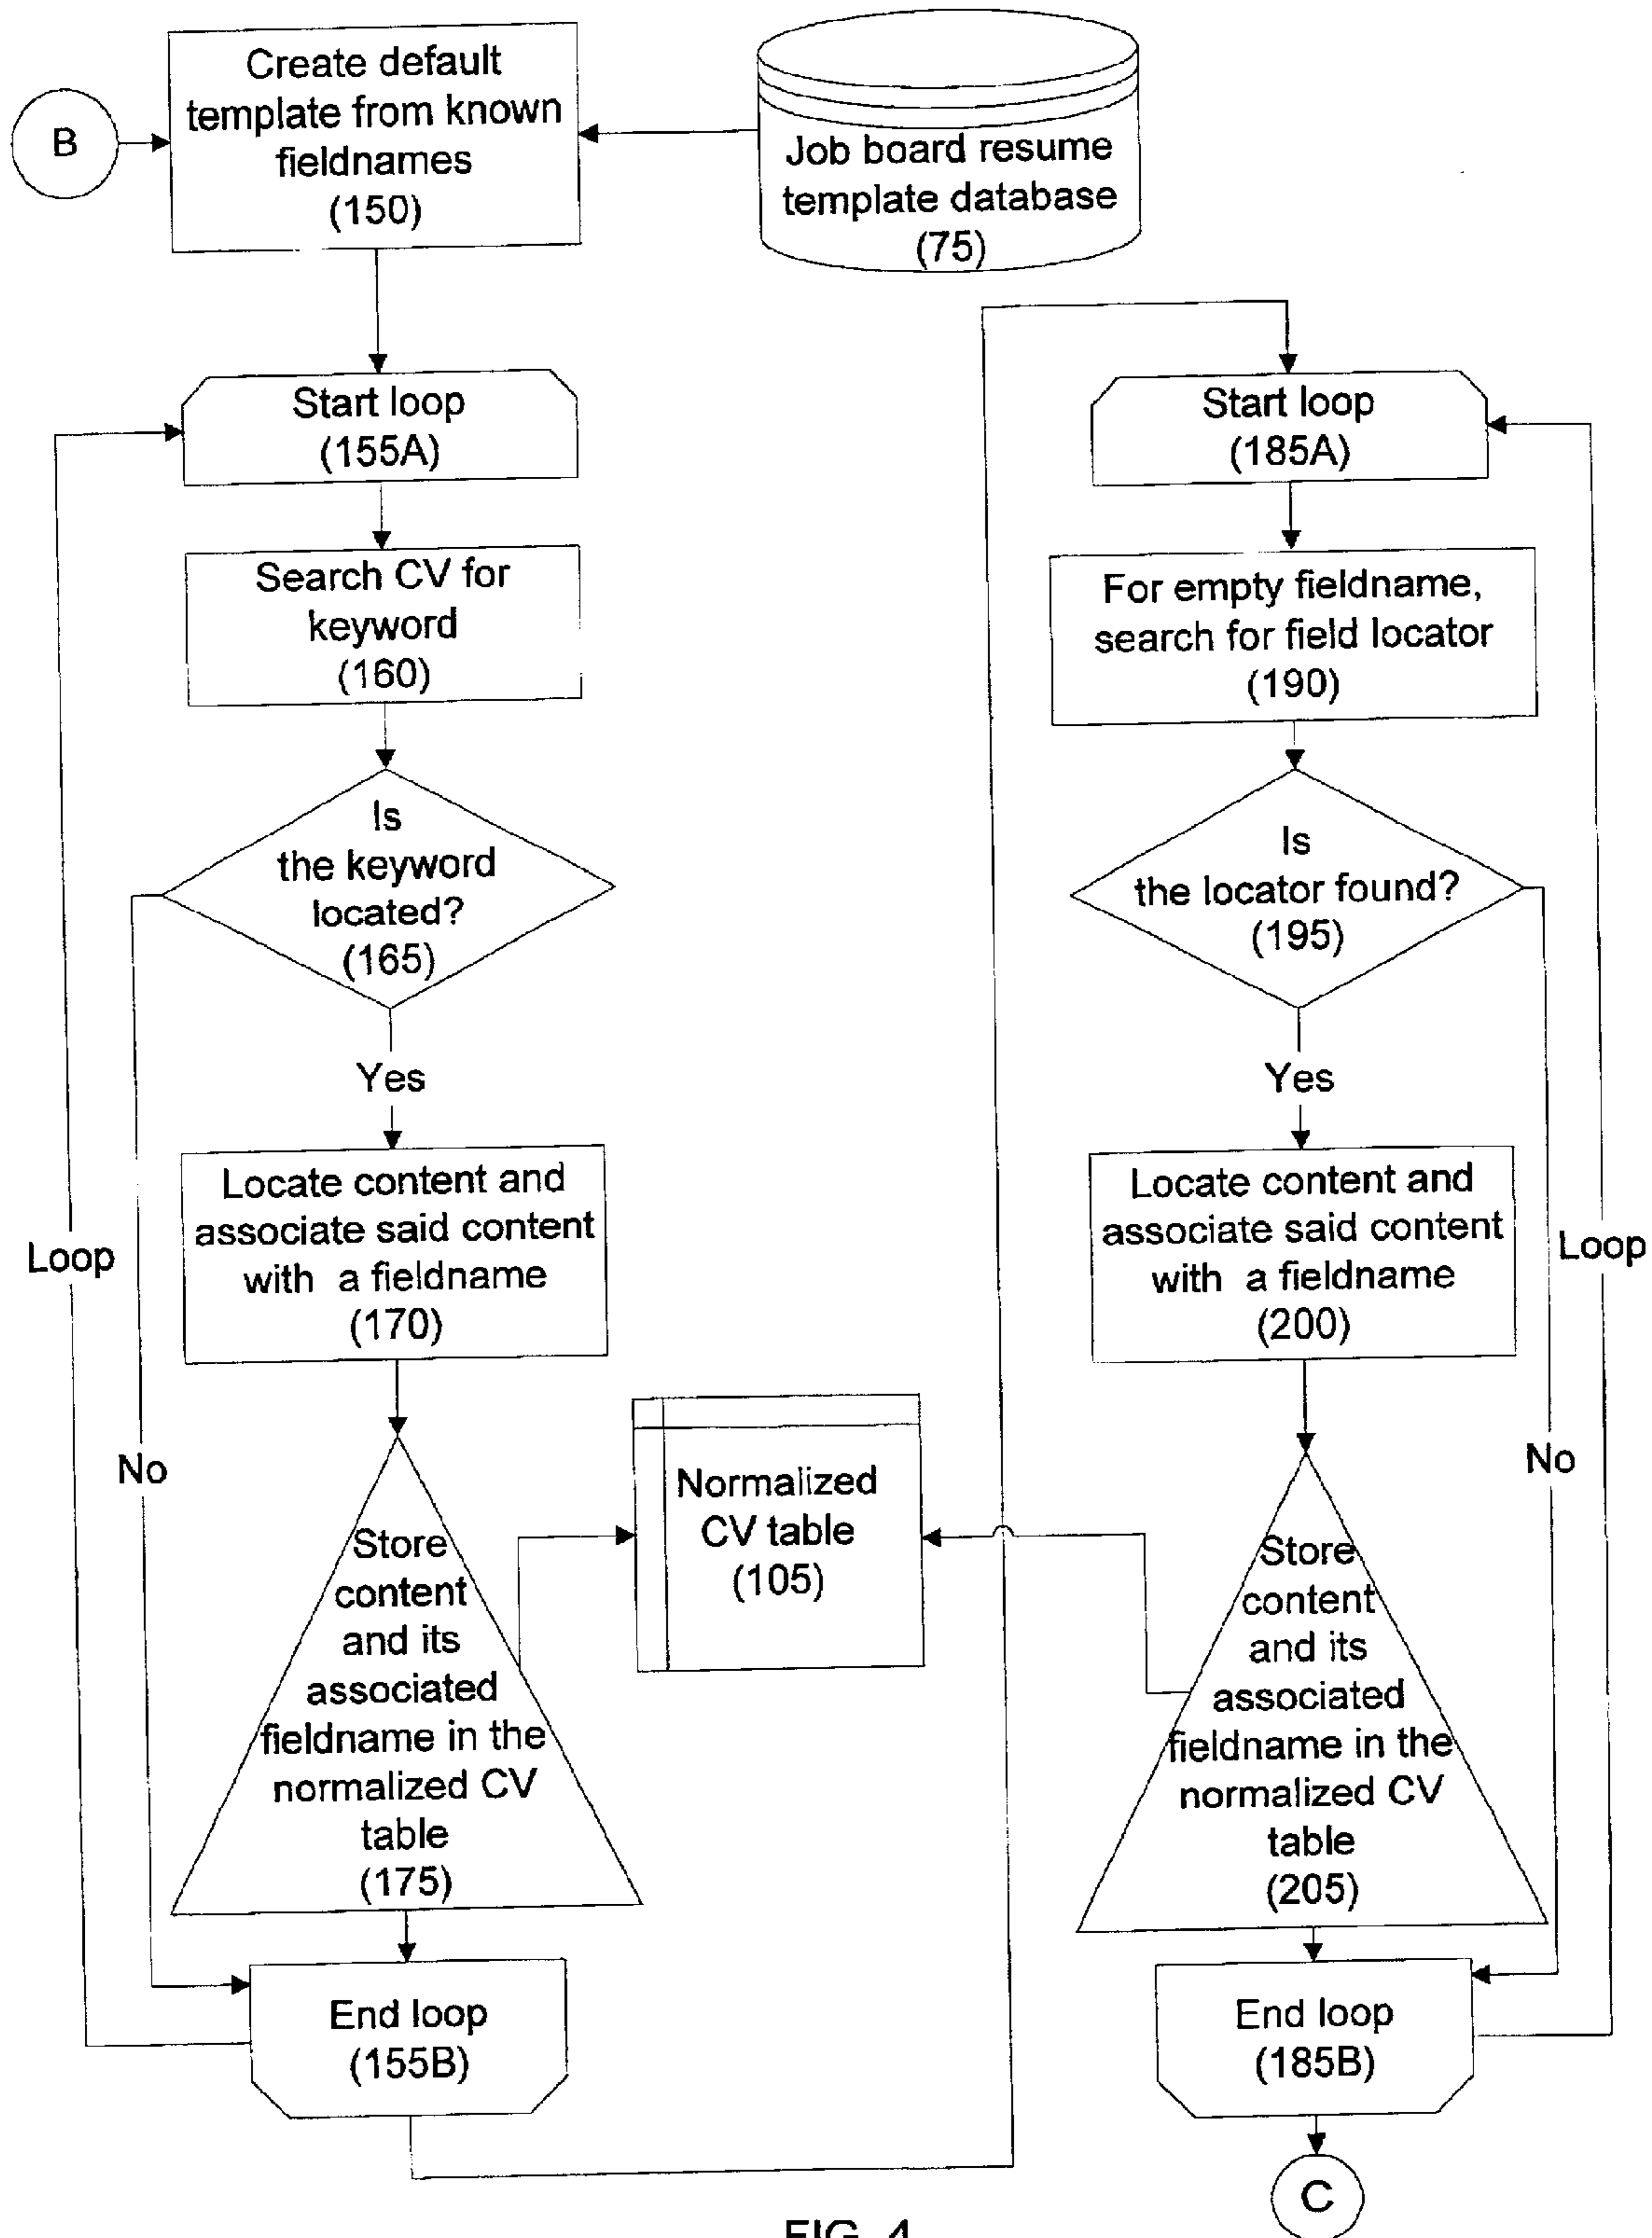 B
Create default
template from known
fieldnames
(150)
Job board resume
template database
(75)
Start loop
(155A)
Search CV for
keyword
(160)
Is
the keyword
located?
(165)
Yes
Locate content and
associate said content
with a fieldname
(170)
Loop
No
Store
content
and its
associated
fieldname in the
normalized CV
table
(175)
End loop
(155B)
Normalized
CV table
(105)
Start loop
(185A)
For empty fieldname,
search for field locator
(190)
Is
the locator found?
(195)
Yes
Locate content and
associate said content
with a fieldname
(200)
Loop
No
Store
content
and its
associated
fieldname in the
normalized CV
table
(205)
End loop
(185B)
C
FIG. 4